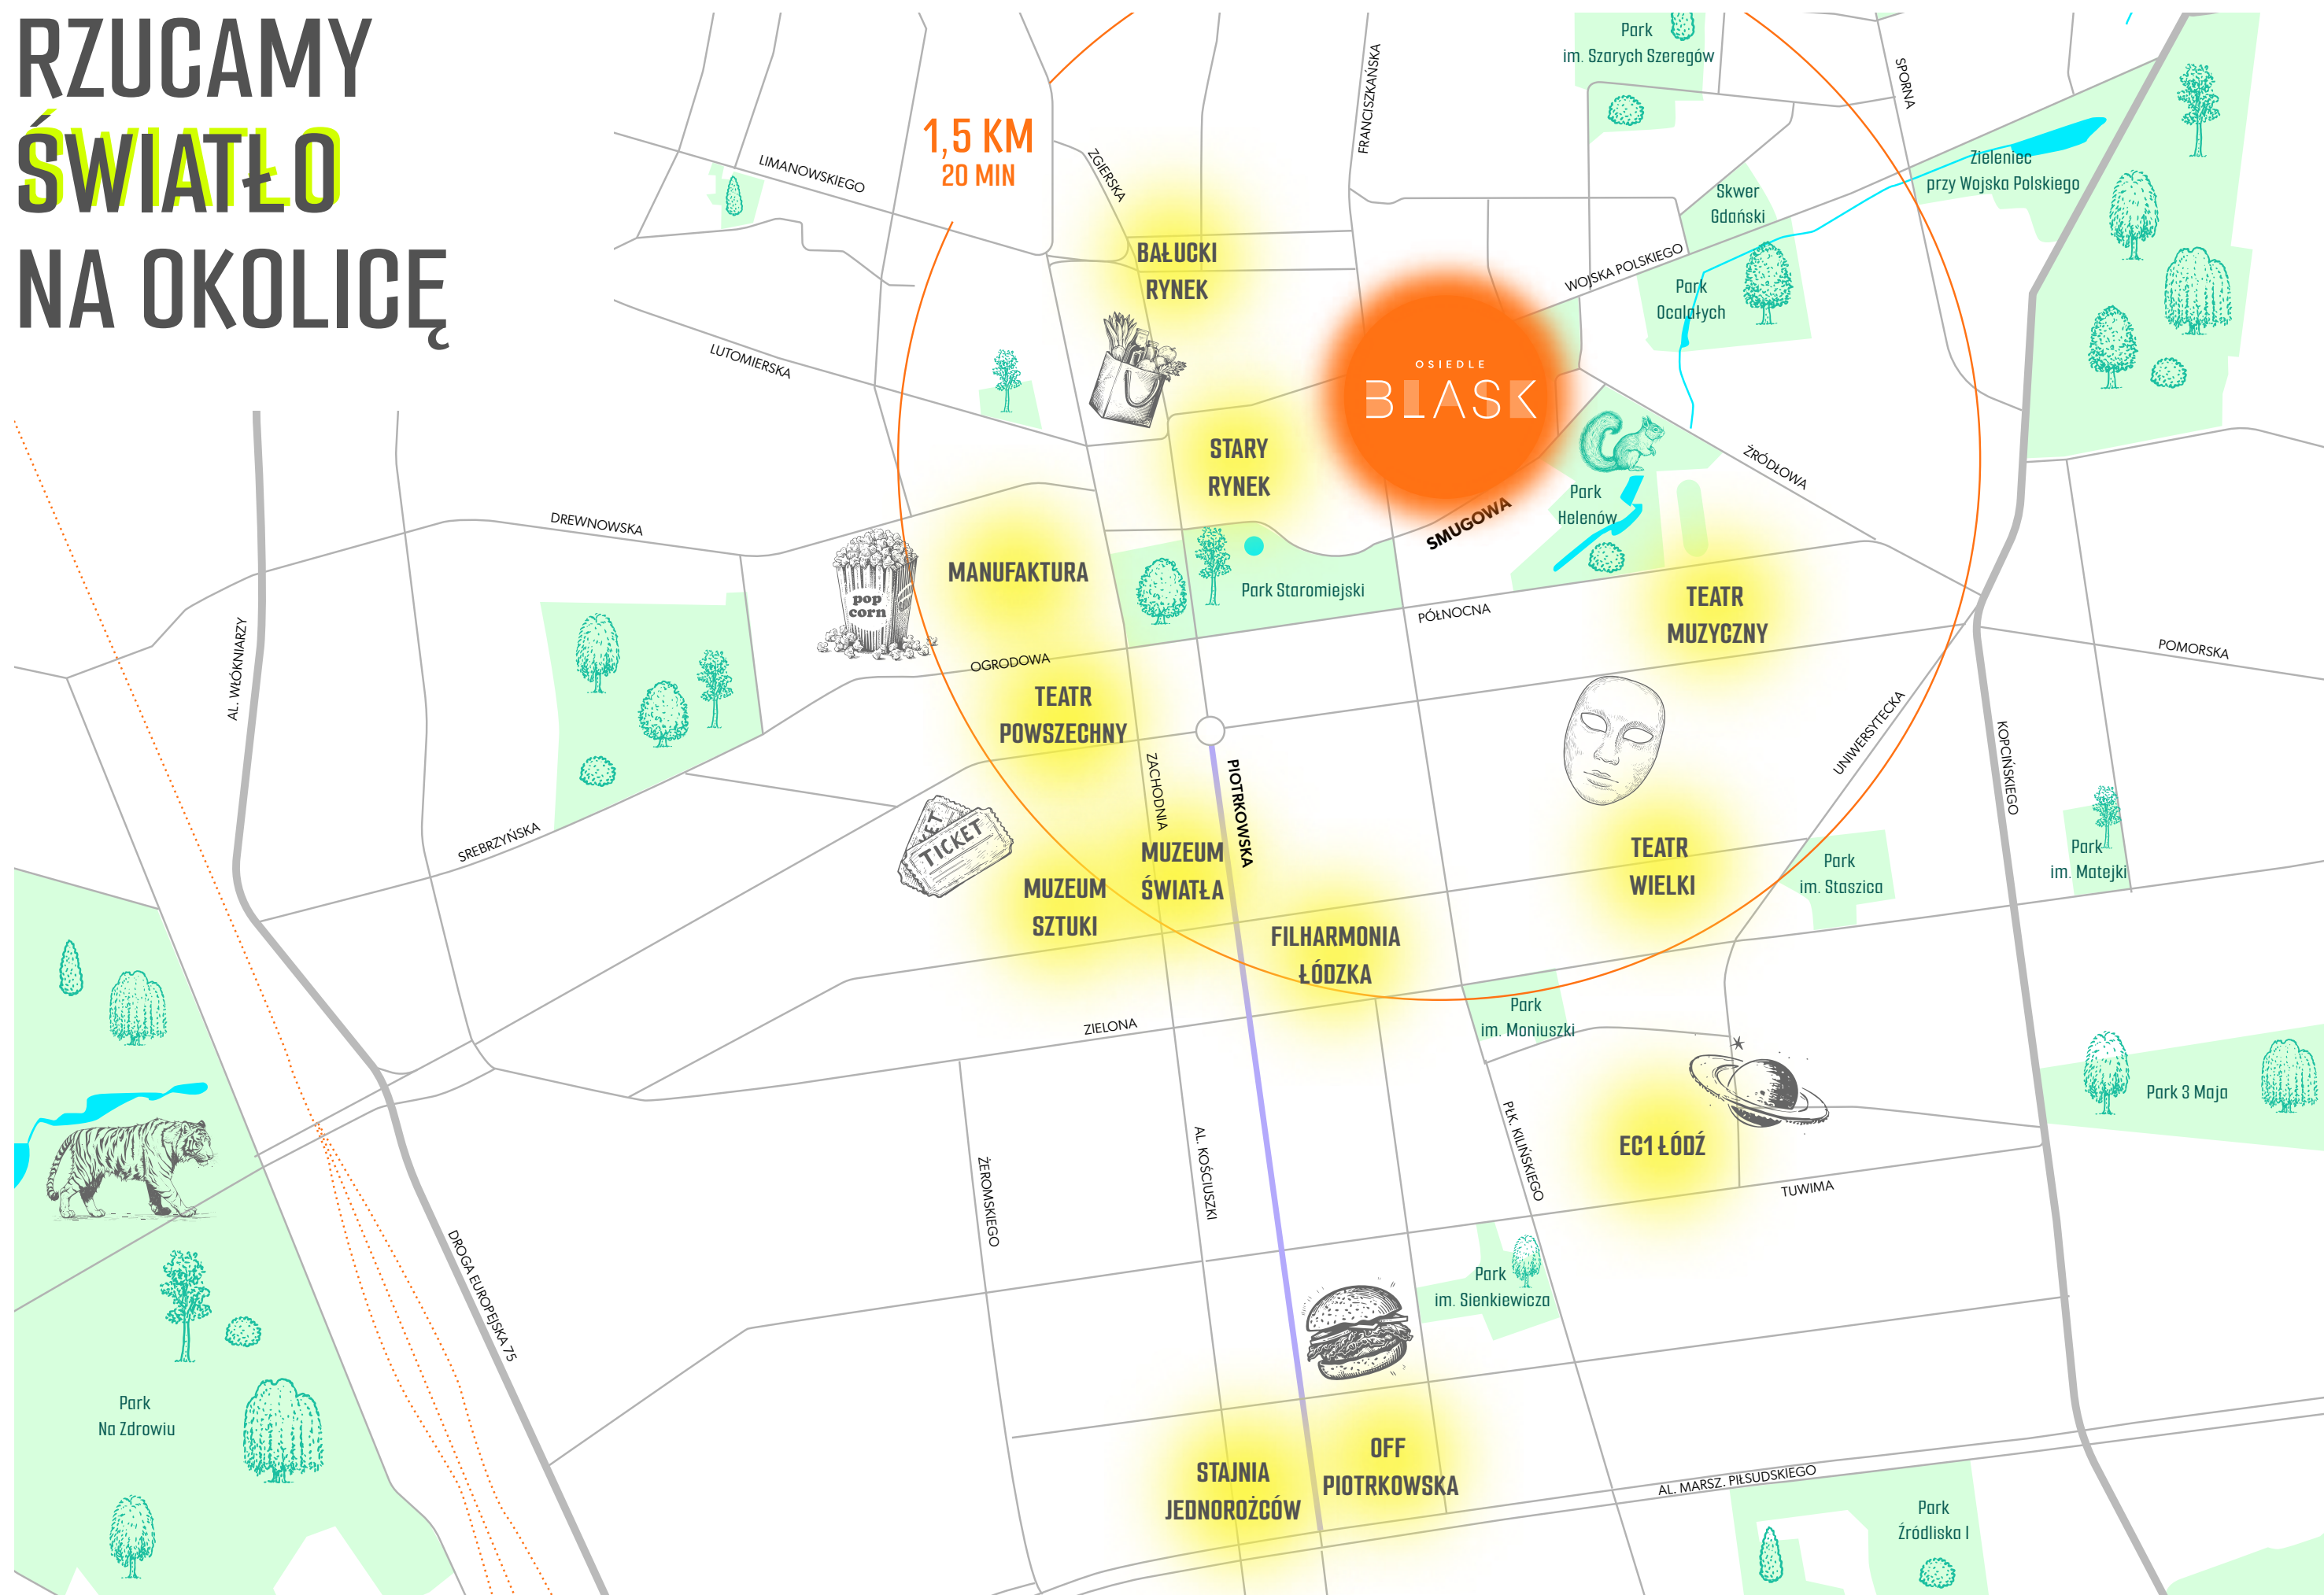 RZUCAMY
ŚWIATŁO
NA OKOLICĘ
1,5 KM
20 MIN
LIMANOWSKIEGO
ZGIERSKA
FRANCISZKAŃSKA
Park
im. Szarych Szeregów
SPORNA
Zieleniec
przy Wojska Polskiego
Skwer
Gdański
WOJSKA POLSKIEGO
Park
Ocalałych
BAŁUCKI
RYNEK
LUTOMIERSKA
OSIEDLE
BLASK
STARY
RYNEK
ŹRÓDŁOWA
Park
Helenów
SMUGOWA
DREWNOWSKA
MANUFAKTURA
pop
corn
Park Staromiejski
PÓŁNOCNA
TEATR
MUZYCZNY
POMORSKA
AL. WŁÓKNIARZY
OGRODOWA
TEATR
POWSZECHNY
ZACHODNIA
PIOTRKOWSKA
UNIWERSYTECKA
KOPCIŃSKIEGO
SREBRZYŃSKA
TICKET
MUZEUM
ŚWIATŁA
MUZEUM
SZTUKI
TEATR
WIELKI
Park
im. Staszica
Park
im. Matejki
FILHARMONIA
ŁÓDZKA
ZIELONA
Park
im. Moniuszki
Park 3 Maja
ŻEROMSKIEGO
AL. KOŚCIUSZKI
PŁK. KILIŃSKIEGO
EC1 ŁÓDŹ
TUWIMA
DROGA EUROPEJSKA 75
Park
im. Sienkiewicza
Park
Na Zdrowiu
STAJNIA
JEDNOROŻCÓW
OFF
PIOTRKOWSKA
AL. MARSZ. PIŁSUDSKIEGO
Park
Źródliska I